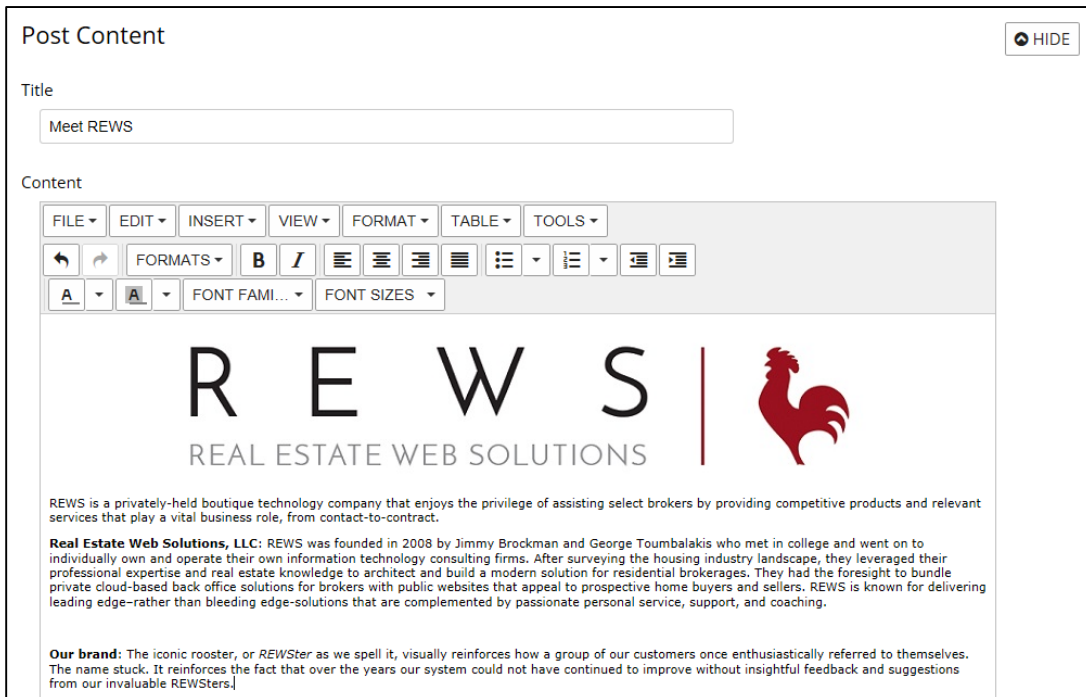 Post Content
HIDE
Title
Meet REWS
Content
FILE EDIT INSERT VIEW FORMAT TABLE TOOLS
FORMATS B I
A A FONT FAMI... FONT SIZES
R E W S
REAL ESTATE WEB SOLUTIONS
REWS is a privately-held boutique technology company that enjoys the privilege of assisting select brokers by providing competitive products and relevant
services that play a vital business role, from contact-to-contract.
Real Estate Web Solutions, LLC: REWS was founded in 2008 by Jimmy Brockman and George Toumbalakis who met in college and went on to
individually own and operate their own information technology consulting firms. After surveying the housing industry landscape, they leveraged their
professional expertise and real estate knowledge to architect and build a modern solution for residential brokerages. They had the foresight to bundle
private cloud-based back office solutions for brokers with public websites that appeal to prospective home buyers and sellers. REWS is known for delivering
leading edge–rather than bleeding edge-solutions that are complemented by passionate personal service, support, and coaching.
Our brand: The iconic rooster, or REWSter as we spell it, visually reinforces how a group of our customers once enthusiastically referred to themselves.
The name stuck. It reinforces the fact that over the years our system could not have continued to improve without insightful feedback and suggestions
from our invaluable REWSters.